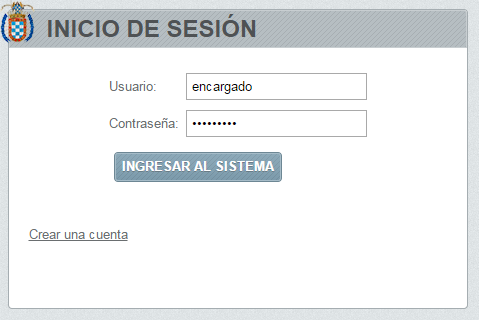 INICIO DE SESIÓN
Usuario: encargado
Contraseña: •••••••••
INGRESAR AL SISTEMA
Crear una cuenta